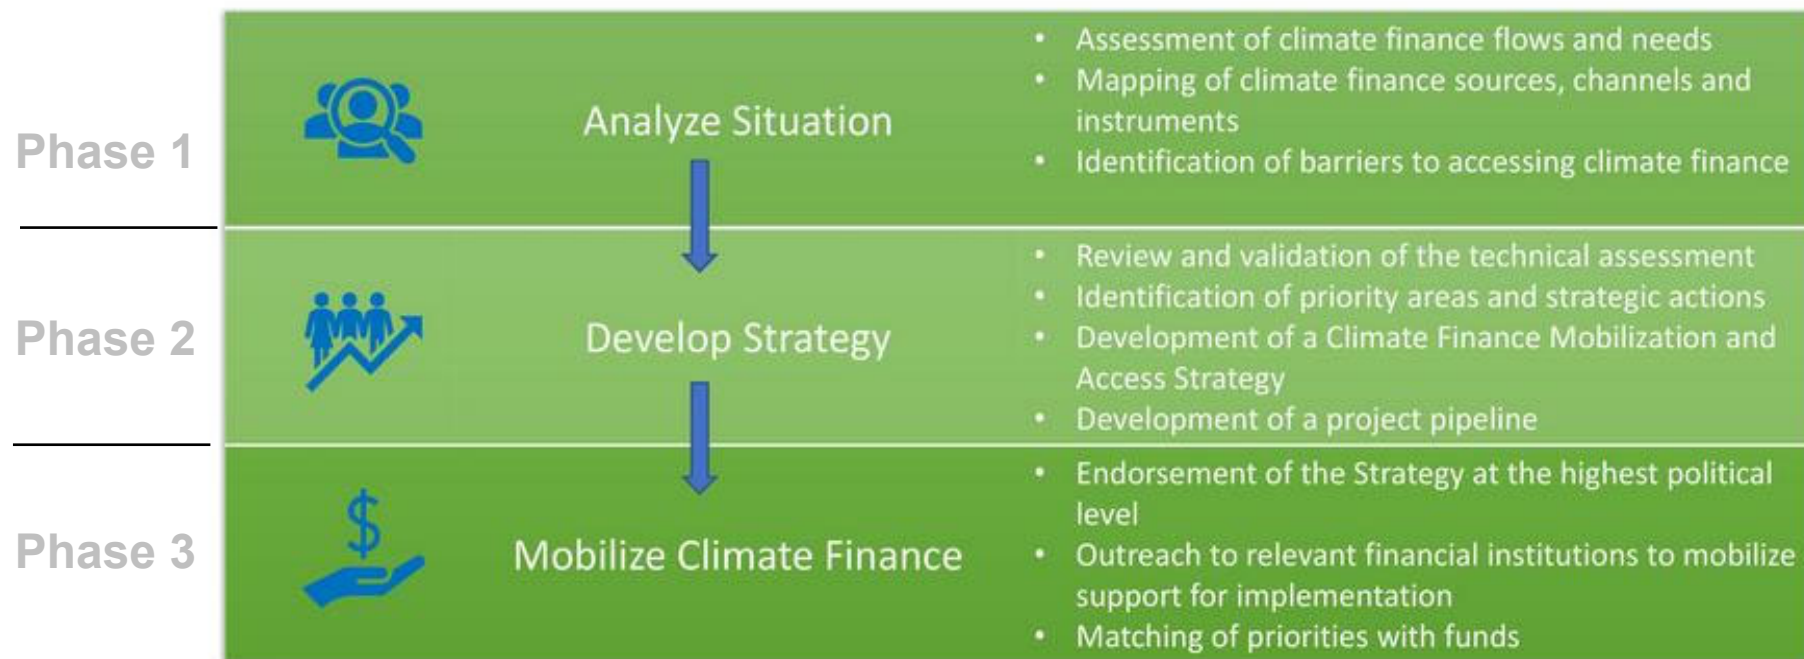 Phase 1
Analyze Situation
• Assessment of climate finance flows and needs
• Mapping of climate finance sources, channels and
instruments
• Identification of barriers to accessing climate finance
Phase 2
Develop Strategy
• Review and validation of the technical assessment
• Identification of priority areas and strategic actions
• Development of a Climate Finance Mobilization and
Access Strategy
• Development of a project pipeline
Phase 3
$
Mobilize Climate Finance
• Endorsement of the Strategy at the highest political
level
• Outreach to relevant financial institutions to mobilize
support for implementation
• Matching of priorities with funds